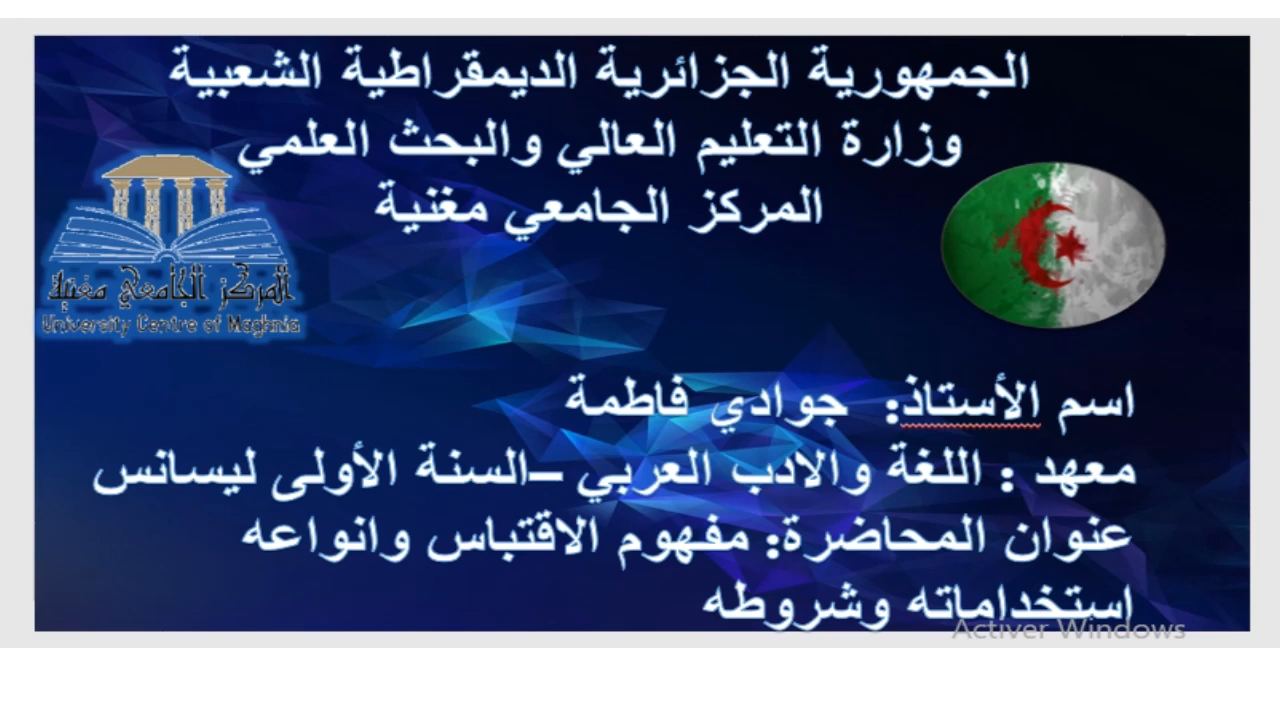 الجمهورية الجزائرية الديمقراطية الشعبية
وزارة التعليم العالي والبحث العلمي
المركز الجامعي مغنية
المركز الجامعي مغنية
University Centre of Maghnia
اسم الأستاذ: جوادي فاطمة
معهد : اللغة والادب العربي –السنة الأولى ليسانس
عنوان المحاضرة: مفهوم الاقتباس وانواعه
استخداماته وشروطه
Activer Windows